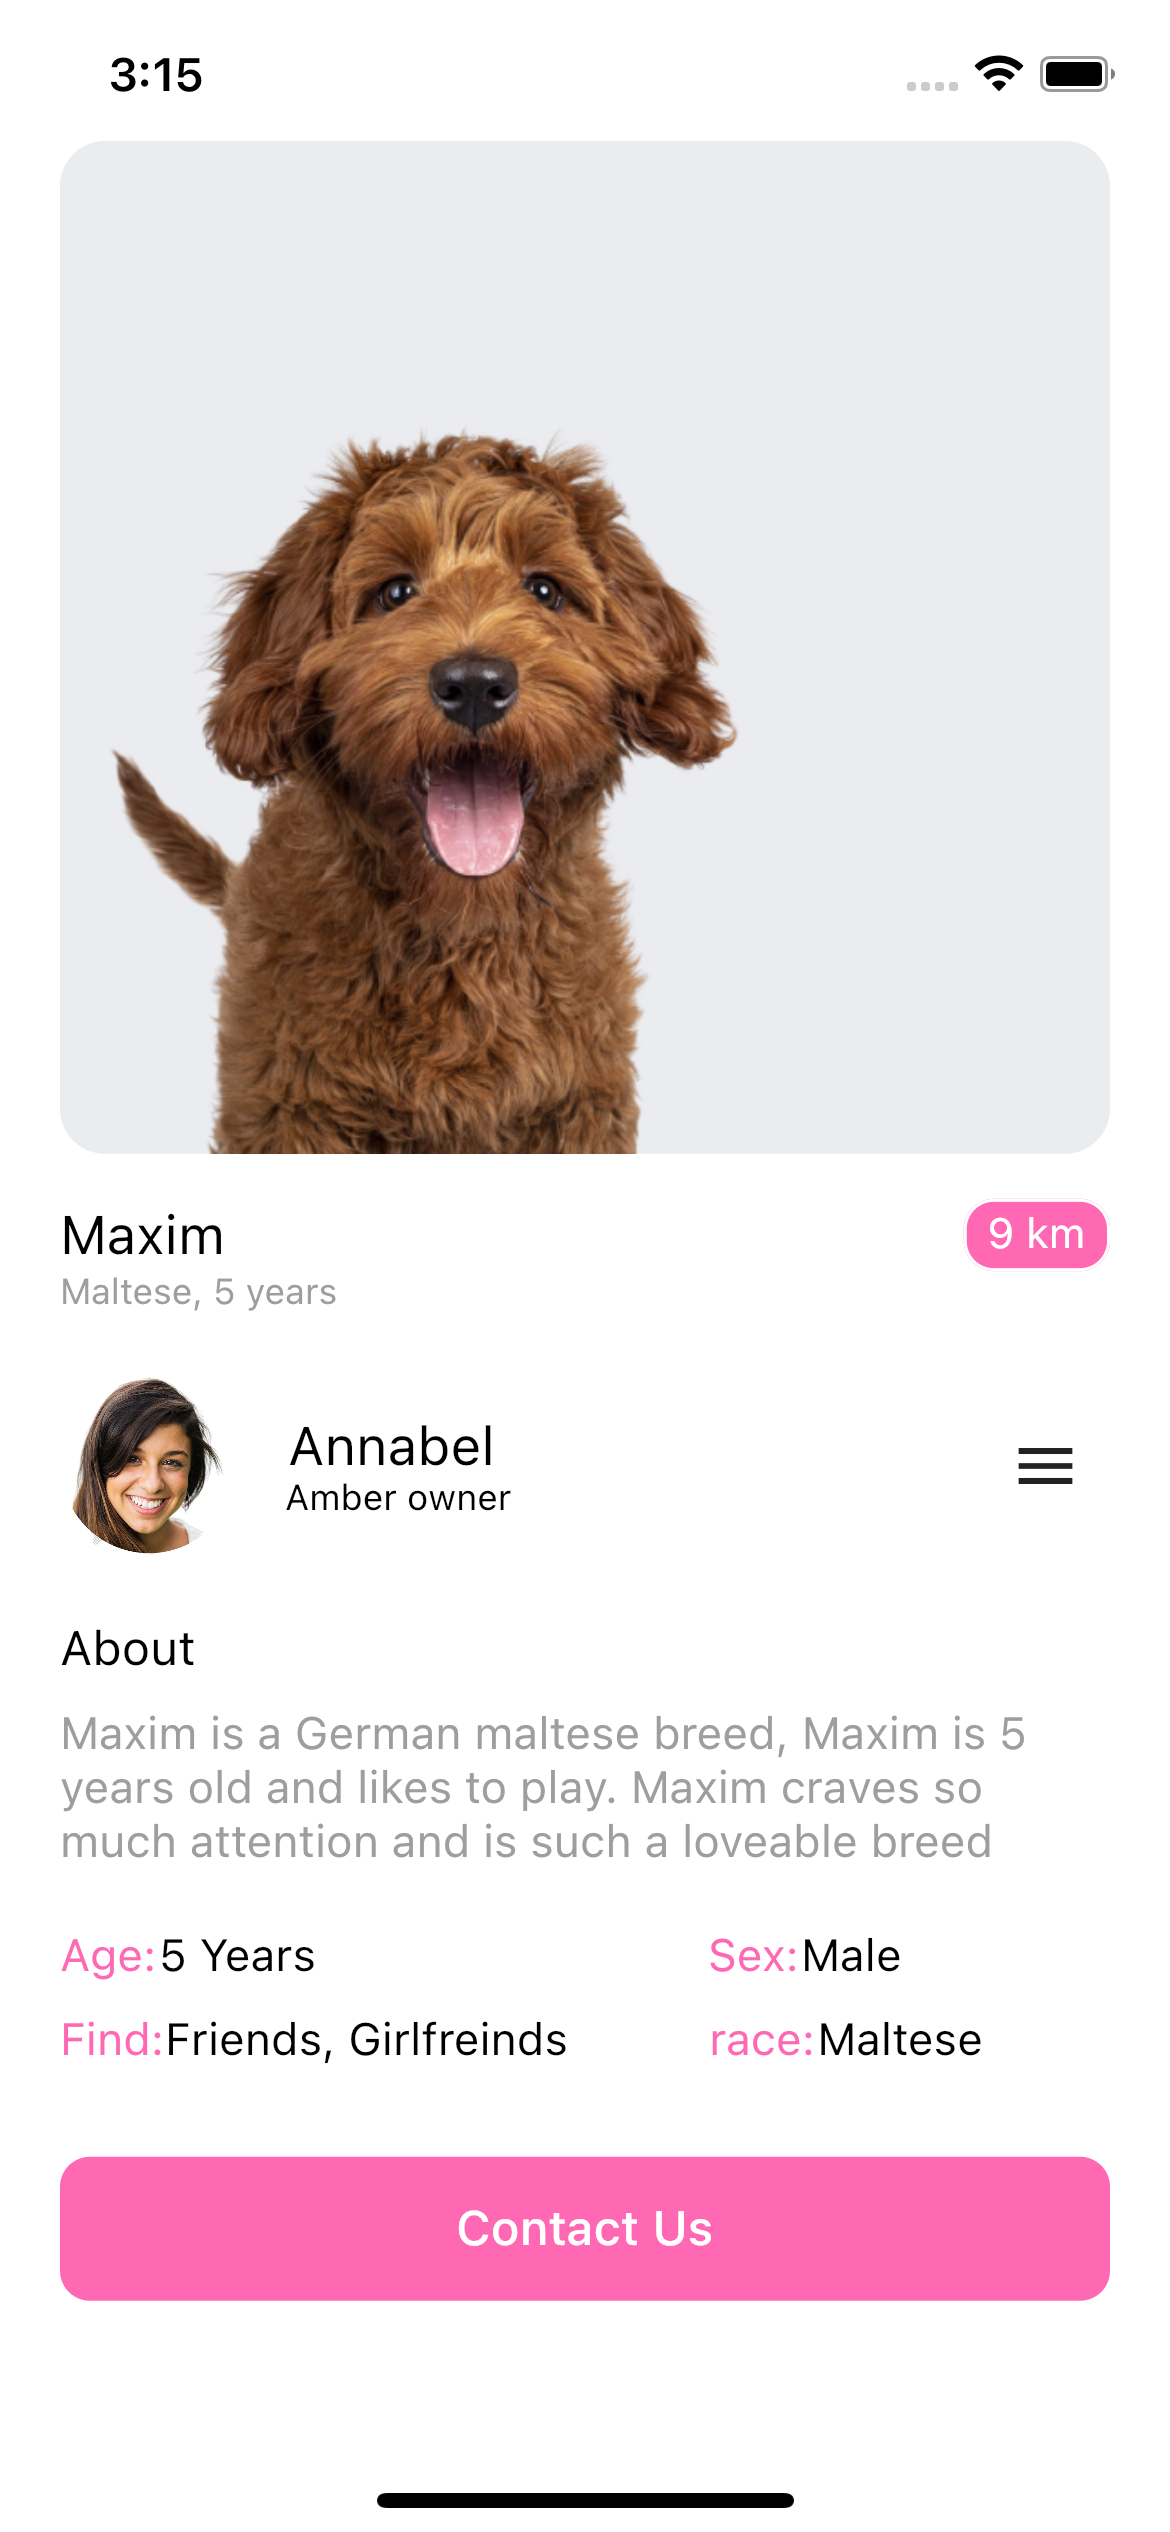 3:15
Maxim
9 km
Maltese, 5 years
Annabel
Amber owner
About
Maxim is a German maltese breed, Maxim is 5
years old and likes to play. Maxim craves so
much attention and is such a loveable breed
Age:5 Years
Sex:Male
Find:Friends, Girlfreinds
race:Maltese
Contact Us